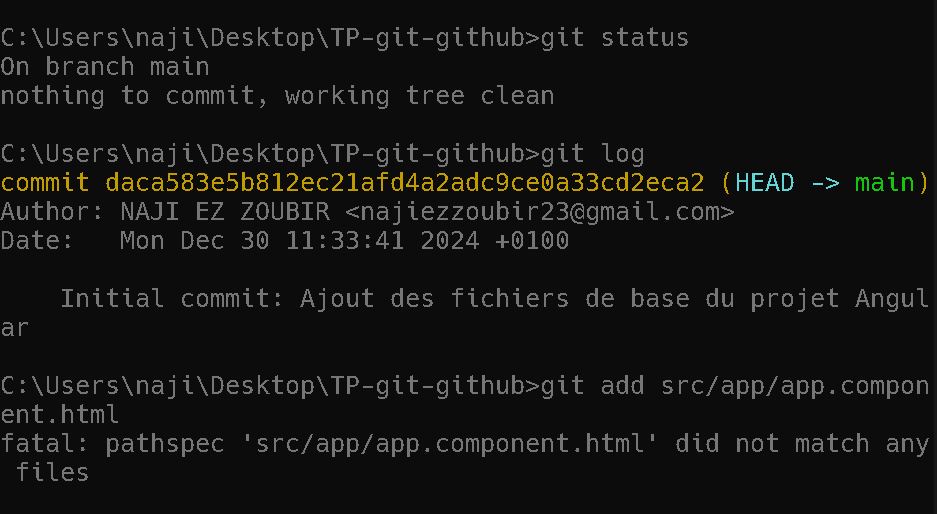 C:\Users\naji\Desktop\TP-git-github>git status
On branch main
nothing to commit, working tree clean

C:\Users\naji\Desktop\TP-git-github>git log
commit daca583e5b812ec21afd4a2adc9ce0a33cd2eca2 (HEAD -> main)
Author: NAJI EZ ZOUBIR <najiezzoubir23@gmail.com>
Date:   Mon Dec 30 11:33:41 2024 +0100

    Initial commit: Ajout des fichiers de base du projet Angul
ar

C:\Users\naji\Desktop\TP-git-github>git add src/app/app.compon
ent.html
fatal: pathspec 'src/app/app.component.html' did not match any
 files